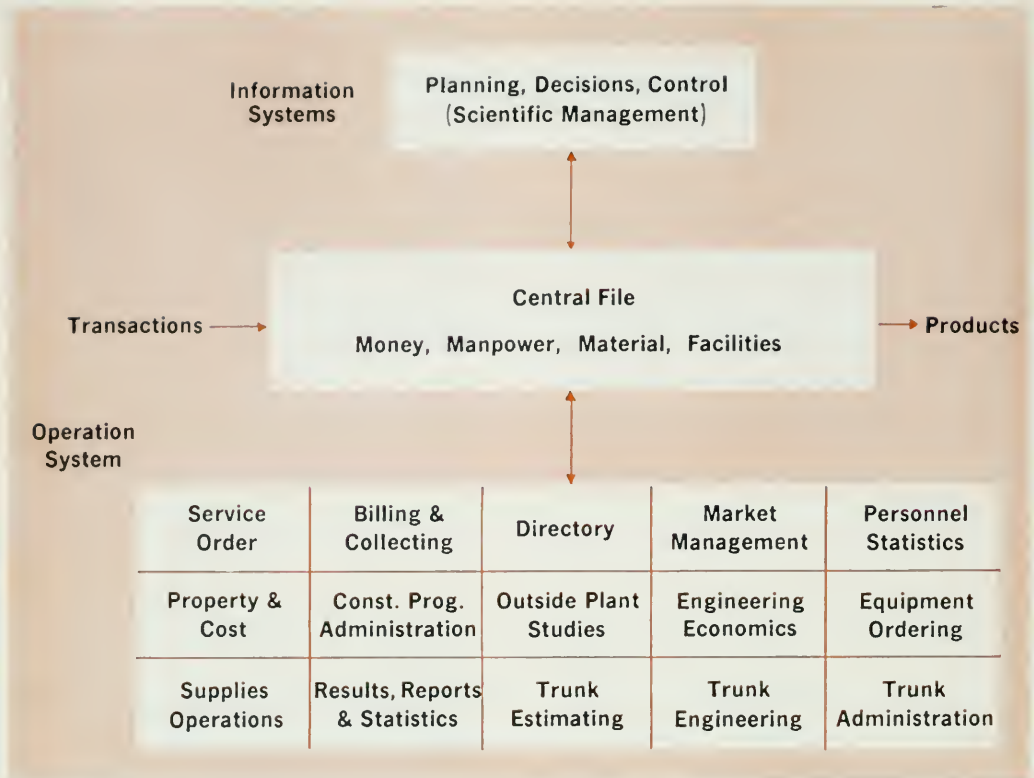 Information
Systems
Planning, Decisions, Control
(Scientific Management)
Central File
Transactions
Products
Money, Manpower, Material, Facilities
Operation
System
Service
Order
Billing &
Collecting
Directory
Market
Management
Personnel
Statistics
Property &
Cost
Const. Prog.
Administration
Outside Plant
Studies
Engineering
Economics
Equipment
Ordering
Supplies
Operations
Results, Reports
& Statistics
Trunk
Estimating
Trunk
Engineering
Trunk
Administration